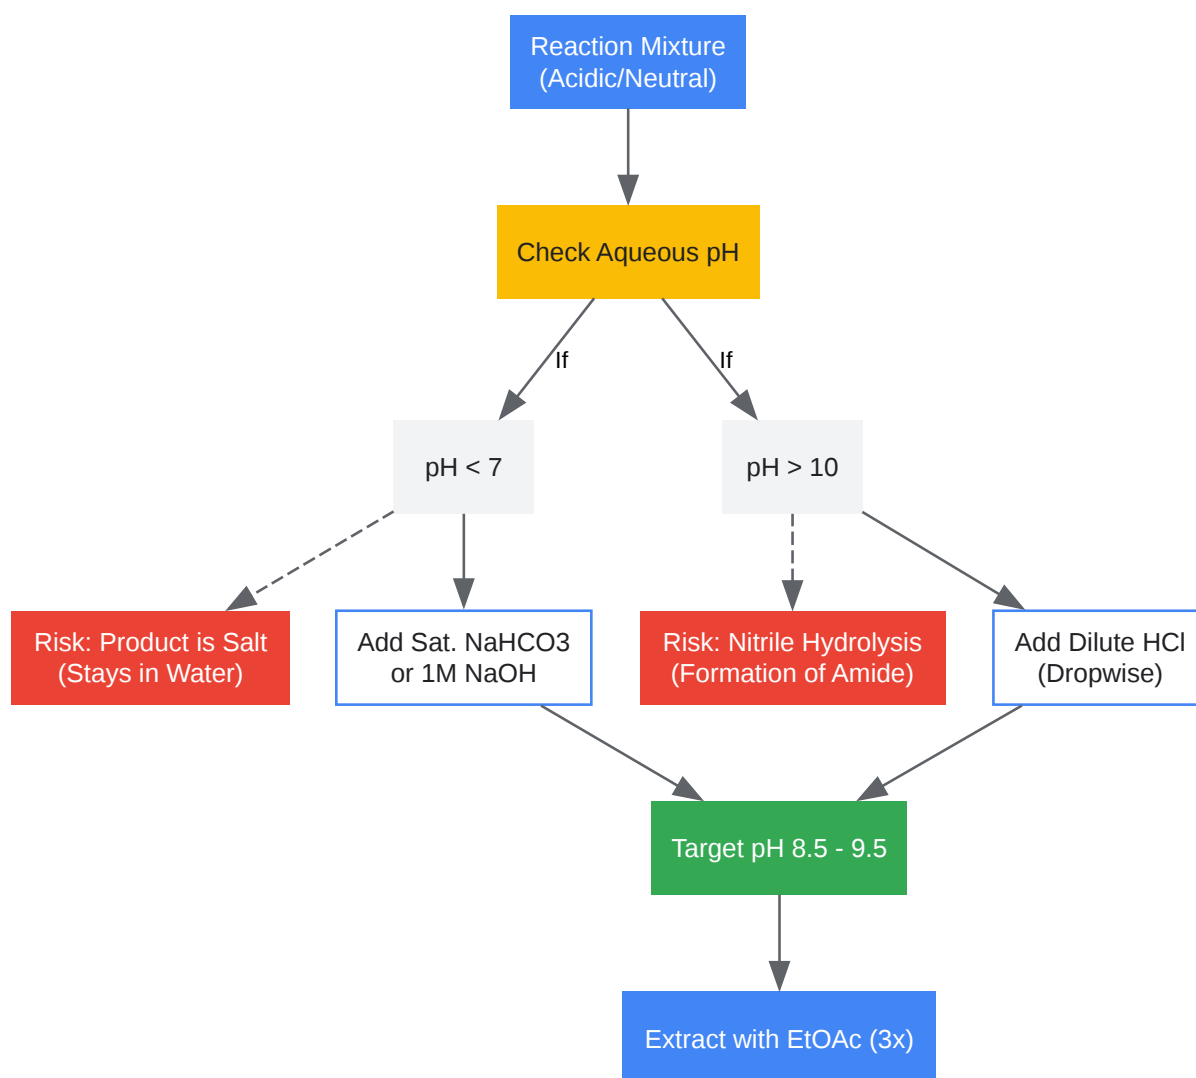 Reaction Mixture
(Acidic/Neutral)
Check Aqueous pH
If
If
pH < 7
pH > 10
Risk: Product is Salt
(Stays in Water)
Add Sat. NaHCO3
or 1M NaOH
Risk: Nitrile Hydrolysis
(Formation of Amide)
Add Dilute HCl
(Dropwise)
Target pH 8.5 - 9.5
Extract with EtOAc (3x)